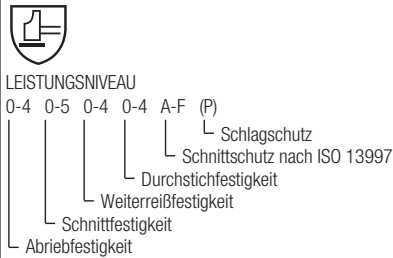 LEISTUNGSNIVEAU
0-4 0-5 0-4 0-4 A-F (P)
Schlagschutz
Schnittschutz nach ISO 13997
Durchstichfestigkeit
Weiterreißfestigkeit
Schnittfestigkeit
Abriebfestigkeit